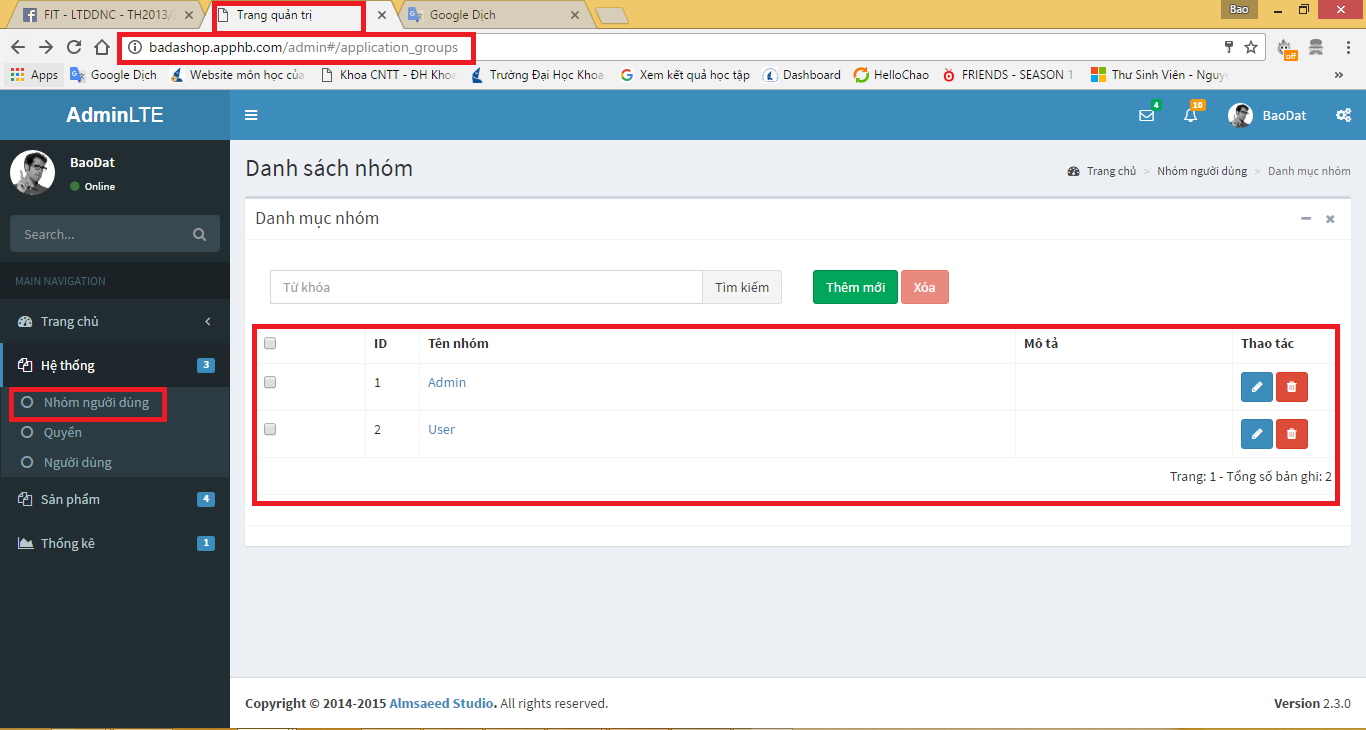 FIT - LTDDNC - TH2013/
Trang quản trị
Google Dịch
Bao
badashop.apphb.com/admin#/application_groups
off
Apps
Google Dịch
Website môn học củ
Khoa CNTT - ĐH Kho
Trường Đại Học Khoa
Xem kết quả học tập
Dashboard
HelloChao
FRIENDS - SEASON 1
Thư Sinh Viên - Nguy
»
AdminLTE
4
10
BaoDat
BaoDat
Online
Search...
MAIN NAVIGATION
Trang chủ
Hệ thống 3
Nhóm người dùng
Quyền
Người dùng
Sản phẩm 4
Thống kê 1
Danh sách nhóm
Trang chủ > Nhóm người dùng > Danh mục nhóm
Danh mục nhóm
Từ khóa
Tìm kiếm
Thêm mới
Xóa
ID Tên nhóm Mô tả Thao tác
1 Admin
2 User
Trang: 1 - Tổng số bản ghi: 2
Copyright © 2014-2015 Almsaeed Studio. All rights reserved.
Version 2.3.0